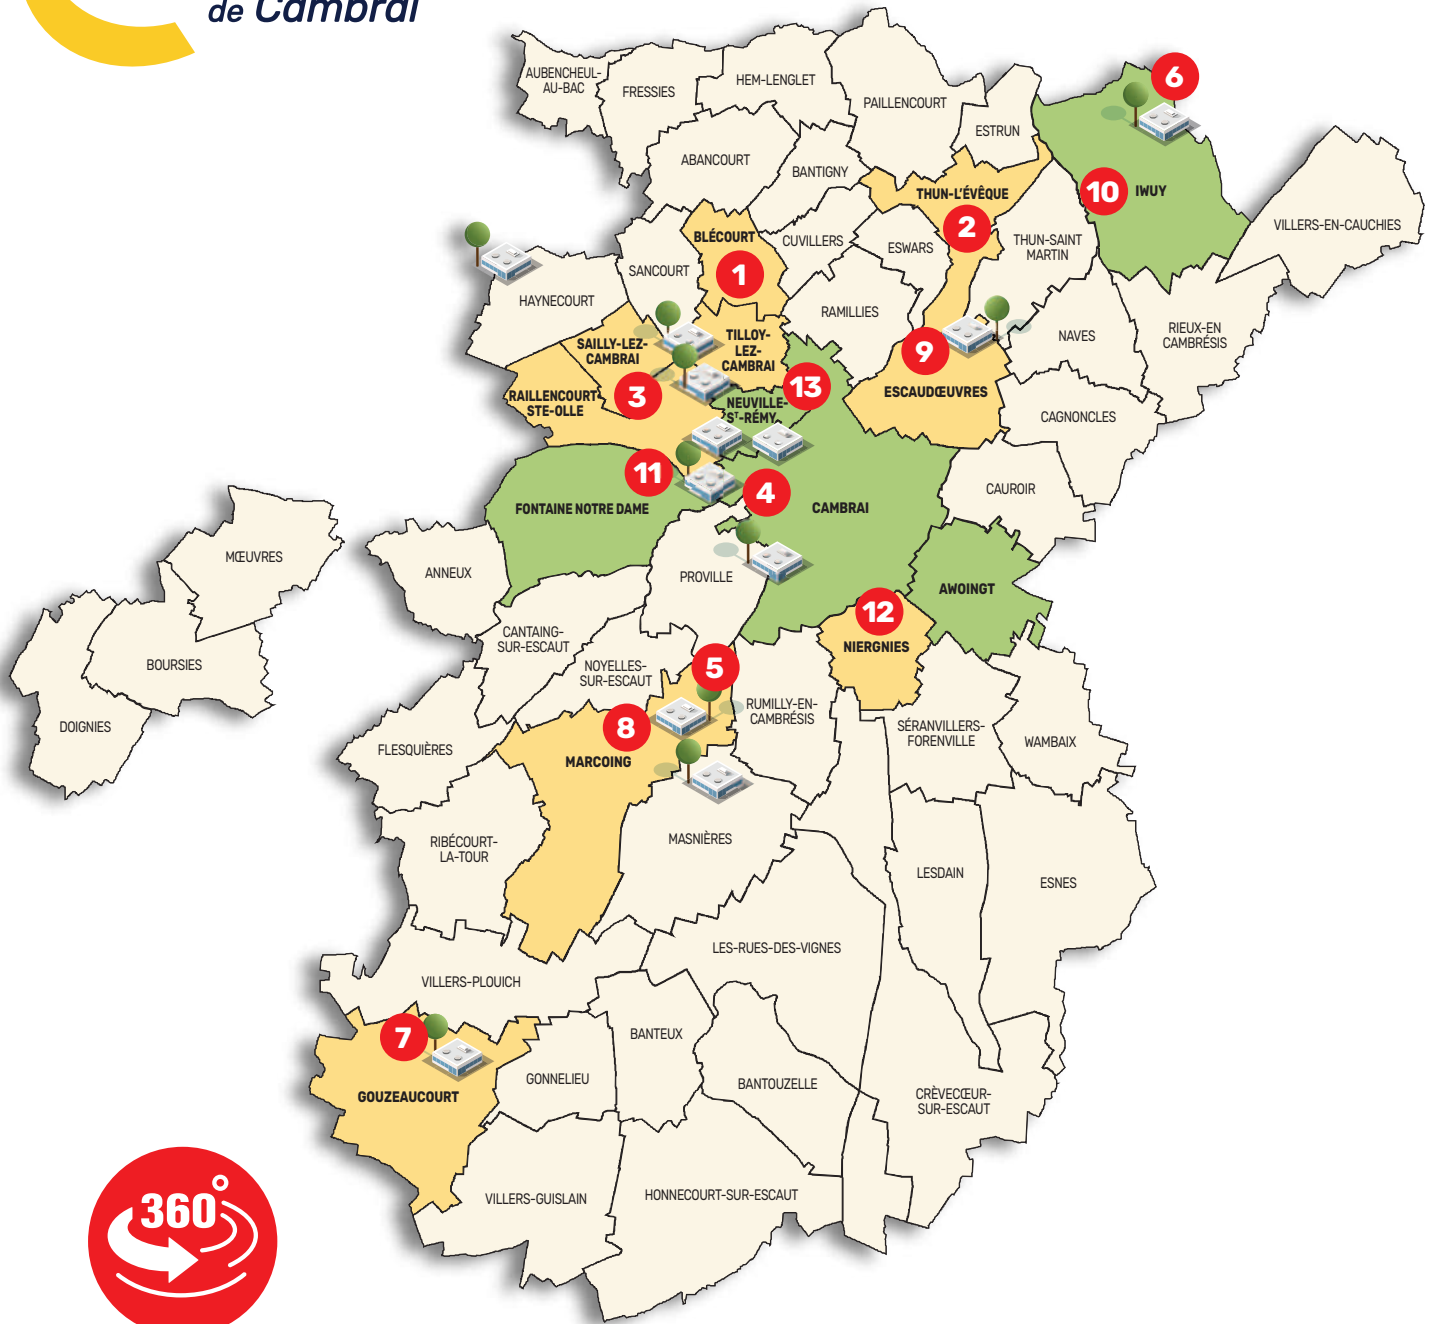 de Cambrai
AUBENCHEUL-
AU-BAC
FRESSIES
HEM-LENGLET
PAILLENCOURT
ESTRUN
6
ABANCOURT
BANTIGNY
THUN-L'ÉVÊQUE
10
IWUY
VILLERS-EN-CAUCHIES
BLÉCOURT
CUVILLERS
ESWARS
2
THUN-SAINT
MARTIN
HAYNECOURT
SANCOURT
1
RAMILLIES
NAVES
RIEUX-EN
CAMBRÉSIS
SAILLY-LEZ-
CAMBRAI
TILLOY-
LEZ-
CAMBRAI
9
ESCAUDŒUVRES
RAILLENCOURT
STE-OLLE
3
NEUVILLE-
ST-RÉMY
13
CAGNONCLES
11
FONTAINE NOTRE DAME
4
CAMBRAI
CAUROIR
MŒUVRES
ANNEUX
PROVILLE
AWOINGT
12
NIERGNIES
BOURSIES
CANTAING-
SUR-ESCAUT
NOYELLES-
SUR-ESCAUT
5
DOIGNIES
FLESQUIÈRES
8
MARCOING
RUMILLY-EN-
CAMBRÉSIS
SÉRANVILLERS-
FORENVILLE
WAMBAIX
RIBÉCOURT-
LA-TOUR
MASNIÈRES
LESDAIN
ESNES
VILLERS-PLOUICH
LES-RUES-DES-VIGNES
7
GOUZEAUCOURT
GONNELIEU
BANTEUX
BANTOUZELLE
CRÈVECŒUR-
SUR-ESCAUT
VILLERS-GUISLAIN
HONNECOURT-SUR-ESCAUT
360°